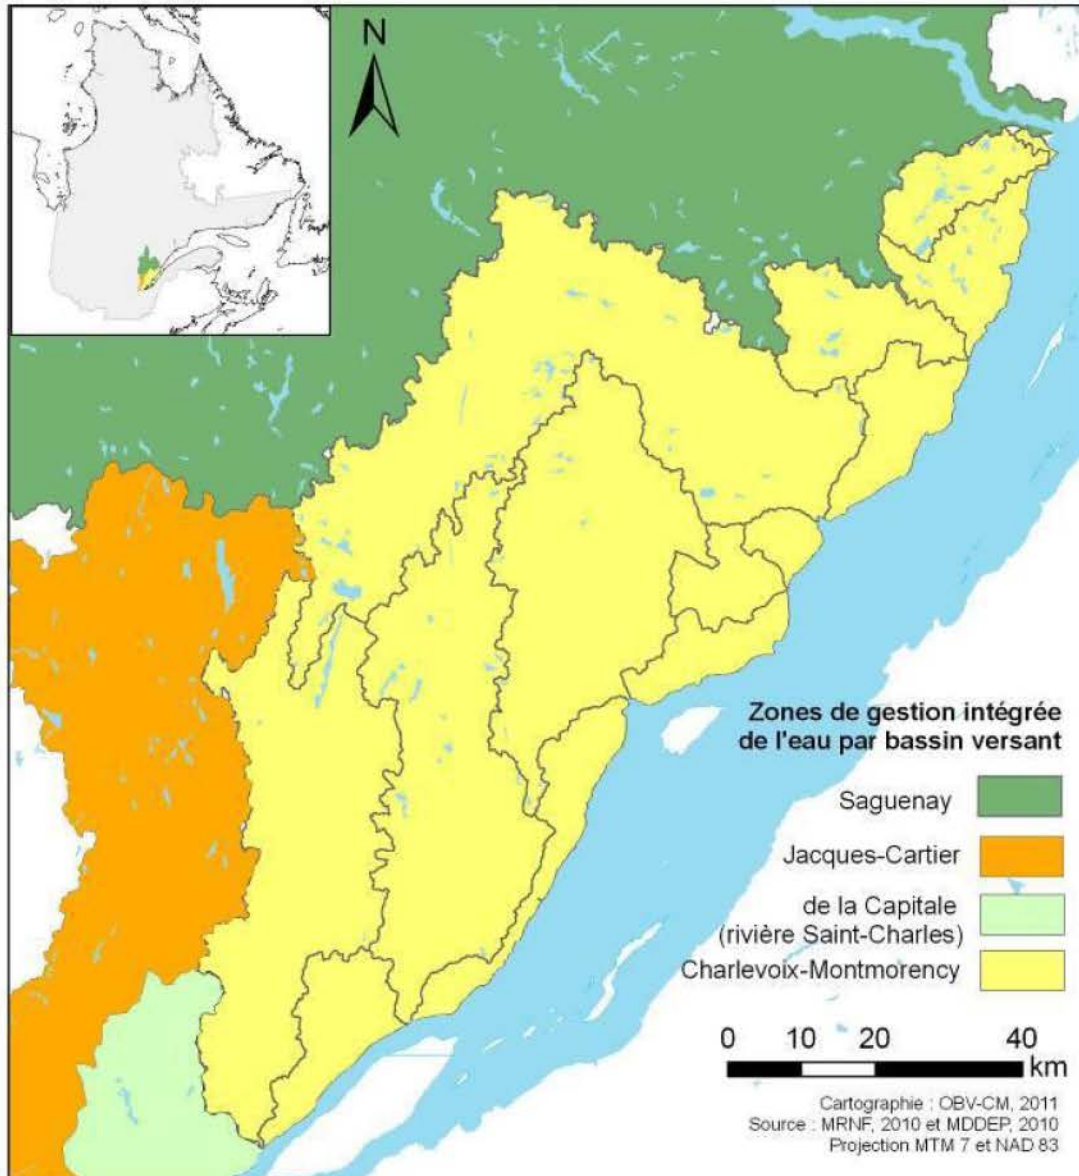 N
Zones de gestion intégrée
de l'eau par bassin versant
Saguenay
Jacques-Cartier
de la Capitale
(rivière Saint-Charles)
Charlevoix-Montmorency
0 10 20 40
km
Cartographie : OBV-CM, 2011
Source : MRNF, 2010 et MDDEP, 2010
Projection MTM 7 et NAD 83